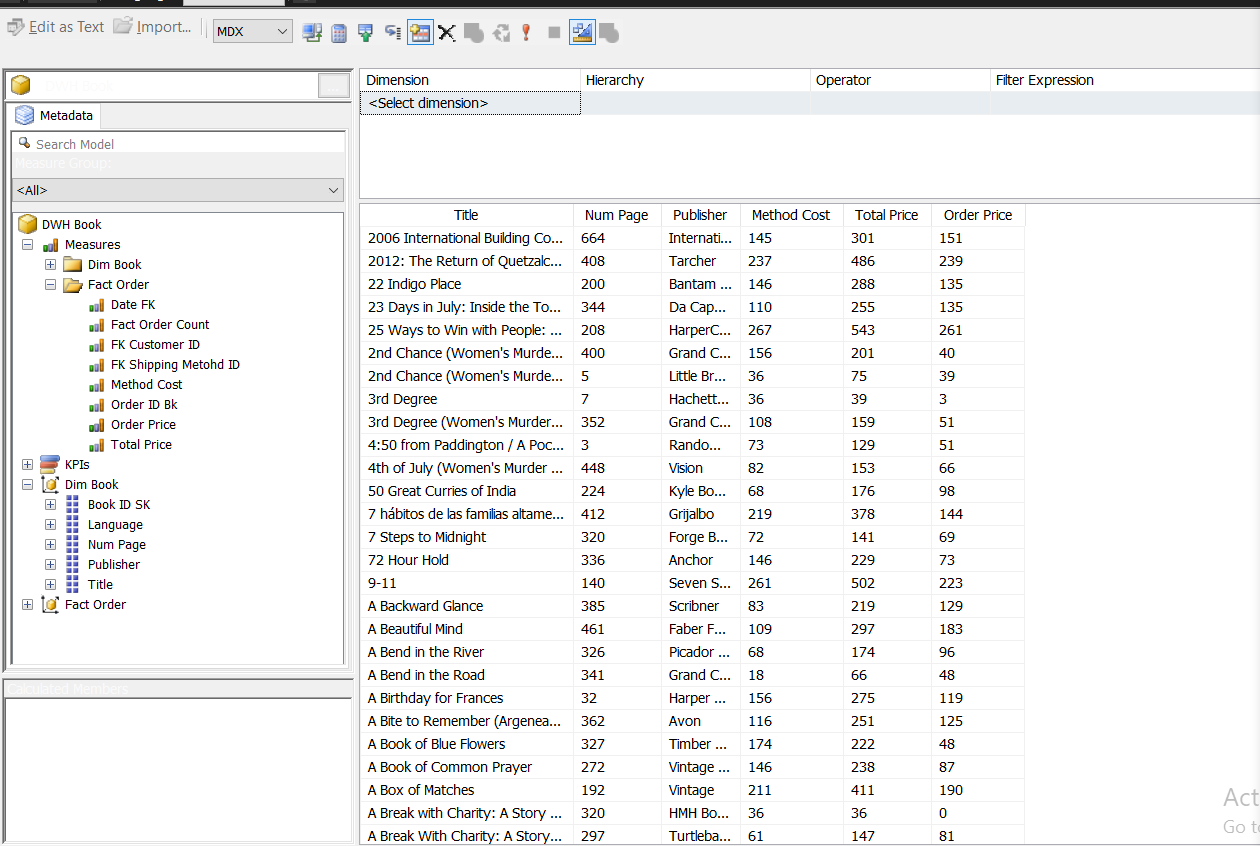 Edit as Text Import... MDX
Dimension Hierarchy Operator Filter Expression
<Select dimension>
...
Metadata
Search Model
Measure Group:
<All>
DWH Book
Measures
Dim Book
Fact Order
Date FK
Fact Order Count
FK Customer ID
FK Shipping Metohd ID
Method Cost
Order ID Bk
Order Price
Total Price
KPIs
Dim Book
Book ID SK
Language
Num Page
Publisher
Title
Fact Order
Calculated Members
Title Num Page Publisher Method Cost Total Price Order Price
2006 International Building Co... 664 Internati... 145 301 151
2012: The Return of Quetzalc... 408 Tarcher 237 486 239
22 Indigo Place 200 Bantam ... 146 288 135
23 Days in July: Inside the To... 344 Da Cap... 110 255 135
25 Ways to Win with People: ... 208 HarperC... 267 543 261
2nd Chance (Women's Murde... 400 Grand C... 156 201 40
2nd Chance (Women's Murde... 5 Little Br... 36 75 39
3rd Degree 7 Hachett... 36 39 3
3rd Degree (Women's Murder... 352 Grand C... 108 159 51
4:50 from Paddington / A Poc... 3 Rando... 73 129 51
4th of July (Women's Murder ... 448 Vision 82 153 66
50 Great Curries of India 224 Kyle Bo... 68 176 98
7 hábitos de las familias altame... 412 Grijalbo 219 378 144
7 Steps to Midnight 320 Forge B... 72 141 69
72 Hour Hold 336 Anchor 146 229 73
9-11 140 Seven S... 261 502 223
A Backward Glance 385 Scribner 83 219 129
A Beautiful Mind 461 Faber F... 109 297 183
A Bend in the River 326 Picador ... 68 174 96
A Bend in the Road 341 Grand C... 18 66 48
A Birthday for Frances 32 Harper ... 156 275 119
A Bite to Remember (Argenea... 362 Avon 116 251 125
A Book of Blue Flowers 327 Timber ... 174 222 48
A Book of Common Prayer 272 Vintage ... 146 238 87
A Box of Matches 192 Vintage 211 411 190
A Break with Charity: A Story ... 320 HMH Bo... 36 36 0
A Break With Charity: A Story... 297 Turtleba... 61 147 81
Act
Go to